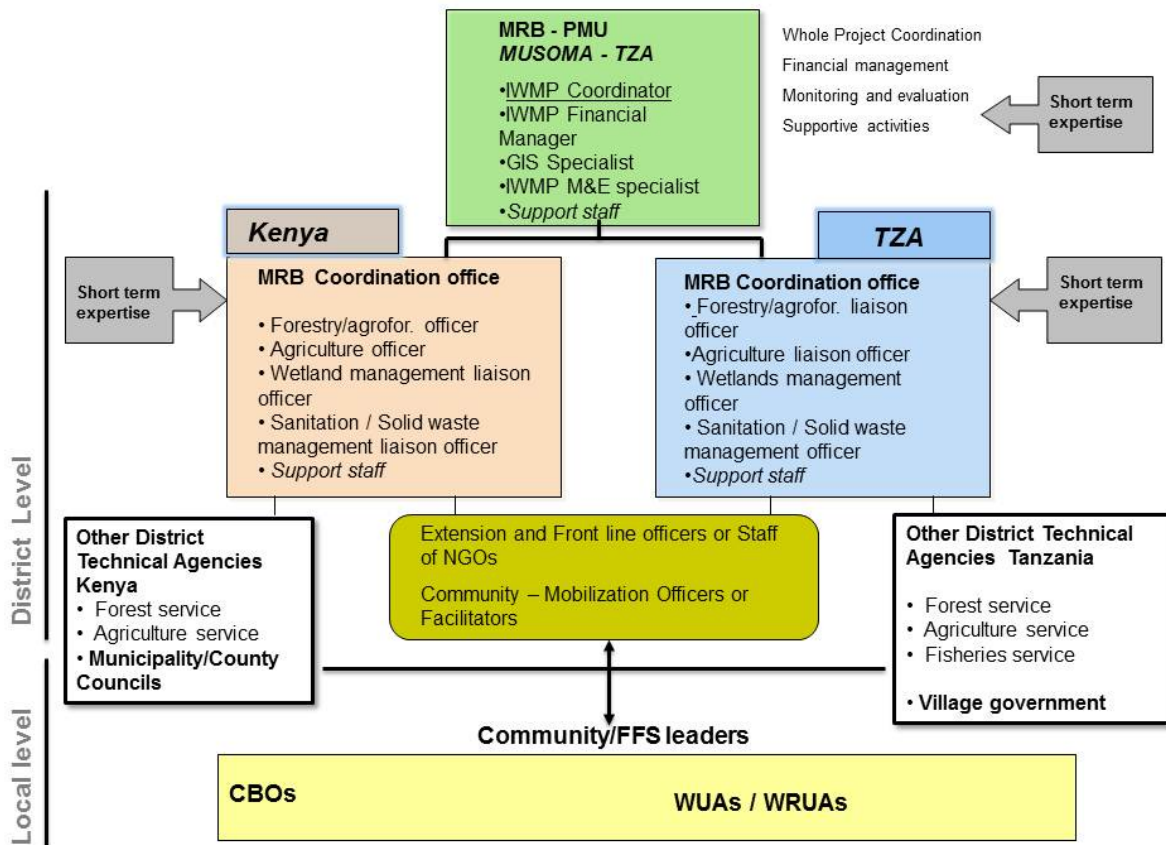 MRB - PMU
MUSOMA - TZA
•IWMP Coordinator
•IWMP Financial
Manager
•GIS Specialist
•IWMP M&E specialist
•Support staff
Whole Project Coordination
Financial management
Monitoring and evaluation
Supportive activities
Short term
expertise
Kenya
TZA
Short term
expertise
MRB Coordination office
• Forestry/agrofor. officer
• Agriculture officer
• Wetland management liaison
officer
• Sanitation / Solid waste
management liaison officer
• Support staff
MRB Coordination office
• Forestry/agrofor. liaison
officer
•Agriculture liaison officer
• Wetlands management
officer
• Sanitation / Solid waste
management officer
•Support staff
Short term
expertise
District Level
Other District
Technical Agencies
Kenya
• Forest service
• Agriculture service
• Municipality/County
Councils
Extension and Front line officers or Staff
of NGOs
Community – Mobilization Officers or
Facilitators
Other District Technical
Agencies Tanzania
• Forest service
• Agriculture service
• Fisheries service
• Village government
Local level
Community/FFS leaders
CBOs
WUAs / WRUAs